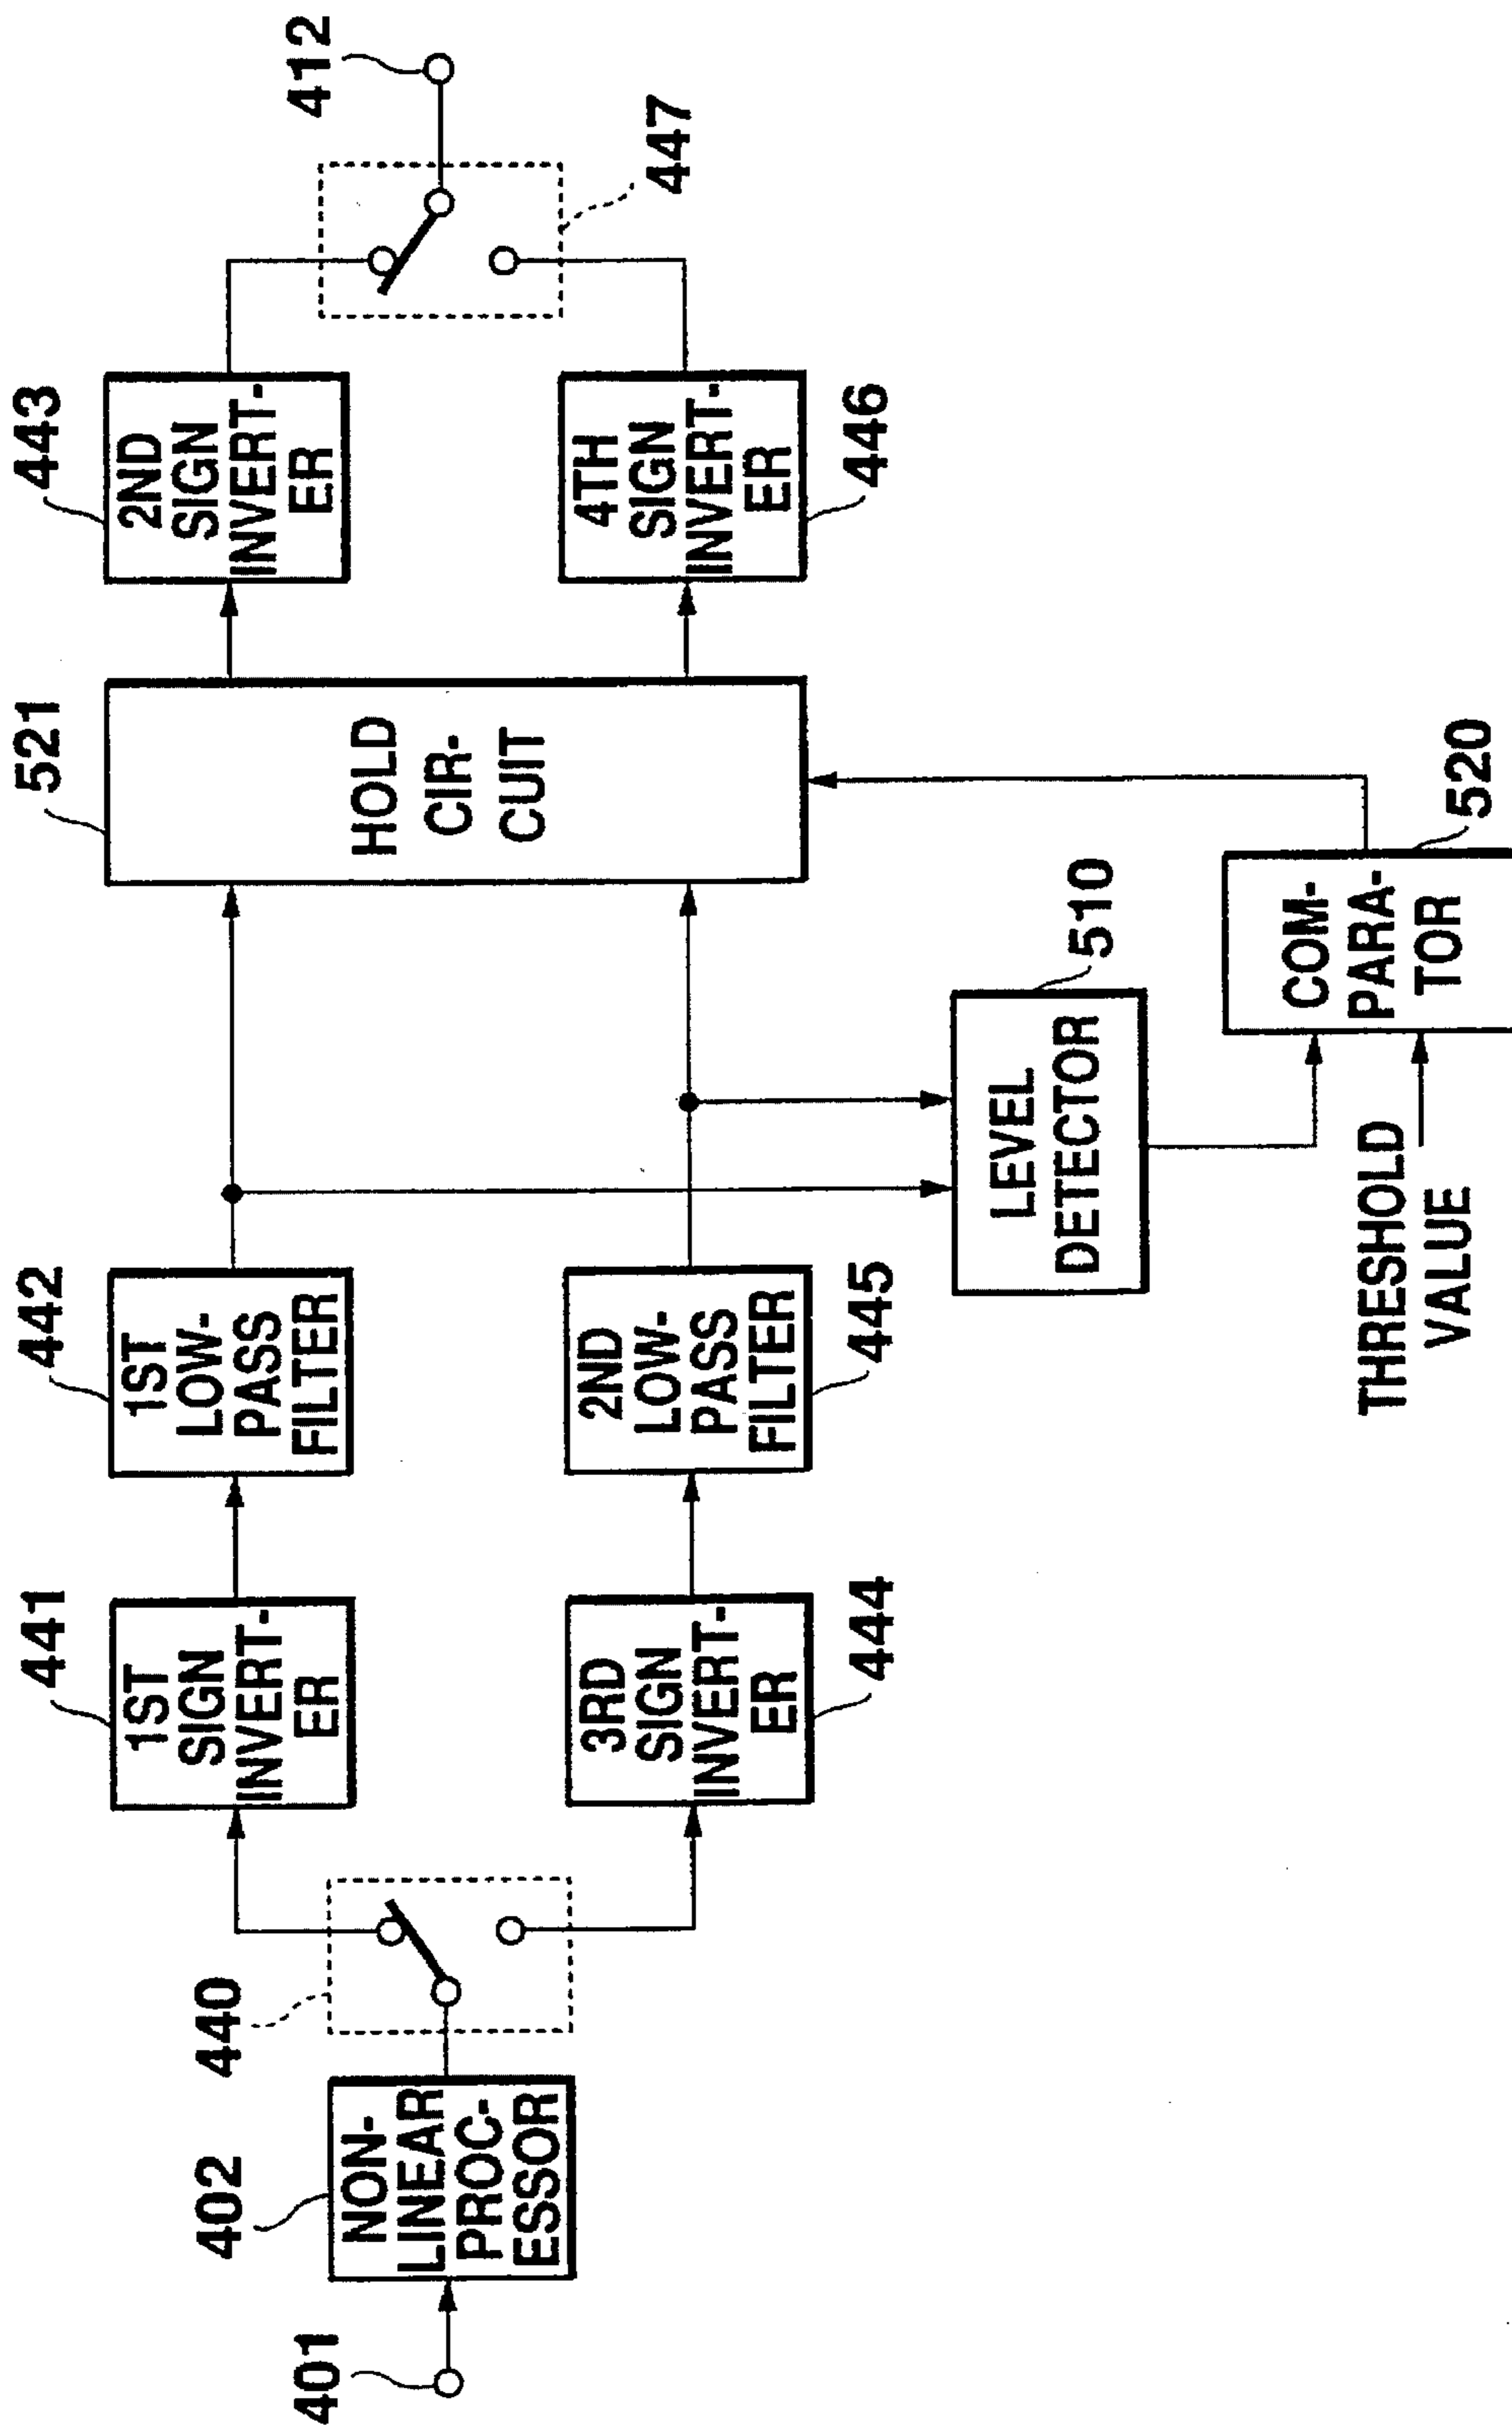 401
402
NON-
LINEAR
PROC-
ESSOR
440
441
1ST
SIGN
INVERT-
ER
442
1ST
LOW-
PASS
FILTER
444
3RD
SIGN
INVERT-
ER
445
2ND
LOW-
PASS
FILTER
521
HOLD
CIR-
CUIT
510
LEVEL
DETECTOR
THRESHOLD
VALUE
520
COM-
PARA-
TOR
443
2ND
SIGN
INVERT-
ER
446
4TH
SIGN
INVERT-
ER
447
412